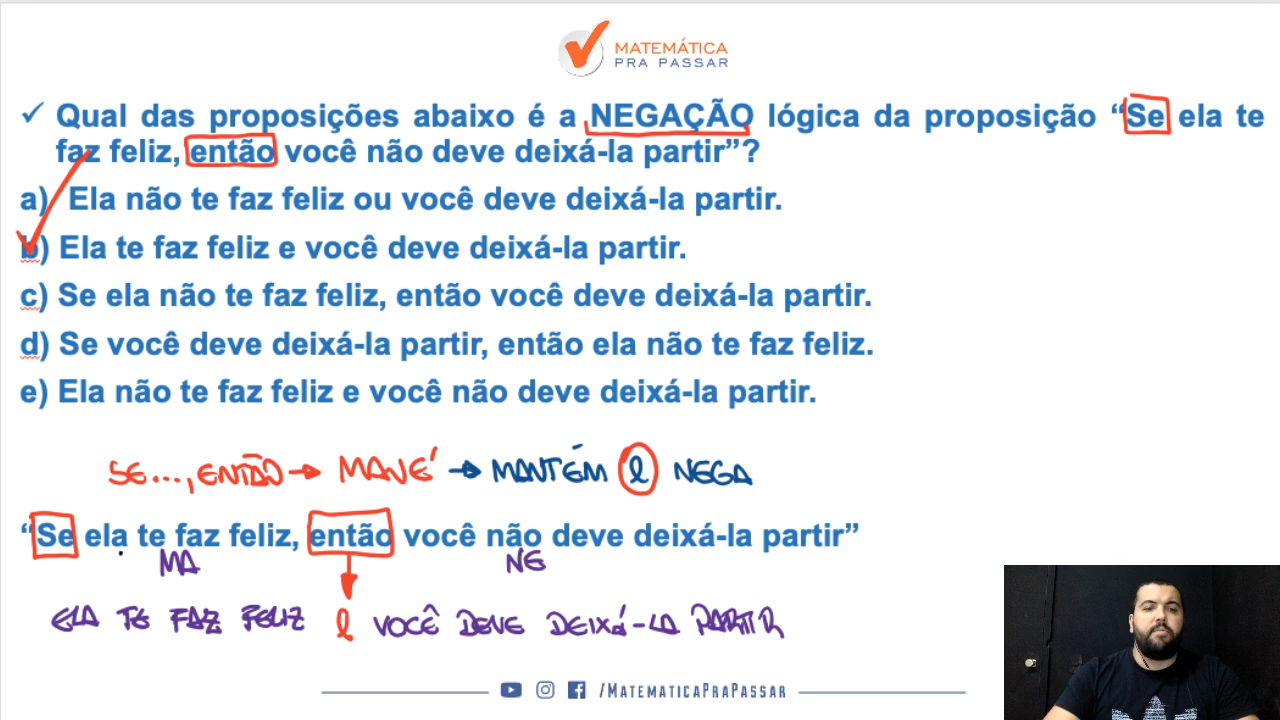 MATEMÁTICA
PRA PASSAR
✓ Qual das proposições abaixo é a NEGAÇÃO lógica da proposição “Se ela te
faz feliz, então você não deve deixá-la partir”?
a) Ela não te faz feliz ou você deve deixá-la partir.
b) Ela te faz feliz e você deve deixá-la partir.
c) Se ela não te faz feliz, então você deve deixá-la partir.
d) Se você deve deixá-la partir, então ela não te faz feliz.
e) Ela não te faz feliz e você não deve deixá-la partir.
SE..., ENTÃO → MANÉ → MANTÉM e NEGA
“Se ela te faz feliz, então você não deve deixá-la partir”
MA NE
ELA TE FAZ FELIZ e VOCÊ DEVE DEIXÁ-LA PARTIR
/MATEMATICAPRAPASSAR